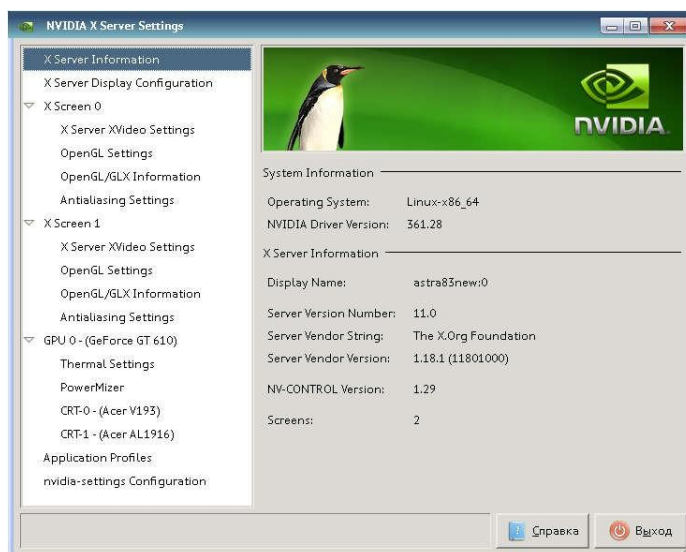 NVIDIA X Server Settings
X Server Information
X Server Display Configuration
X Screen 0
X Server XVideo Settings
OpenGL Settings
OpenGL/GLX Information
Antialiasing Settings
X Screen 1
X Server XVideo Settings
OpenGL Settings
OpenGL/GLX Information
Antialiasing Settings
GPU 0 - (GeForce GT 610)
Thermal Settings
PowerMizer
CRT-0 - (Acer V193)
CRT-1 - (Acer AL1916)
Application Profiles
nvidia-settings Configuration
NVIDIA
System Information
Operating System: Linux-x86_64
NVIDIA Driver Version: 361.28
X Server Information
Display Name: astra83new:0
Server Version Number: 11.0
Server Vendor String: The X.Org Foundation
Server Vendor Version: 1.18.1 (11801000)
NV-CONTROL Version: 1.29
Screens: 2
Справка
Выход